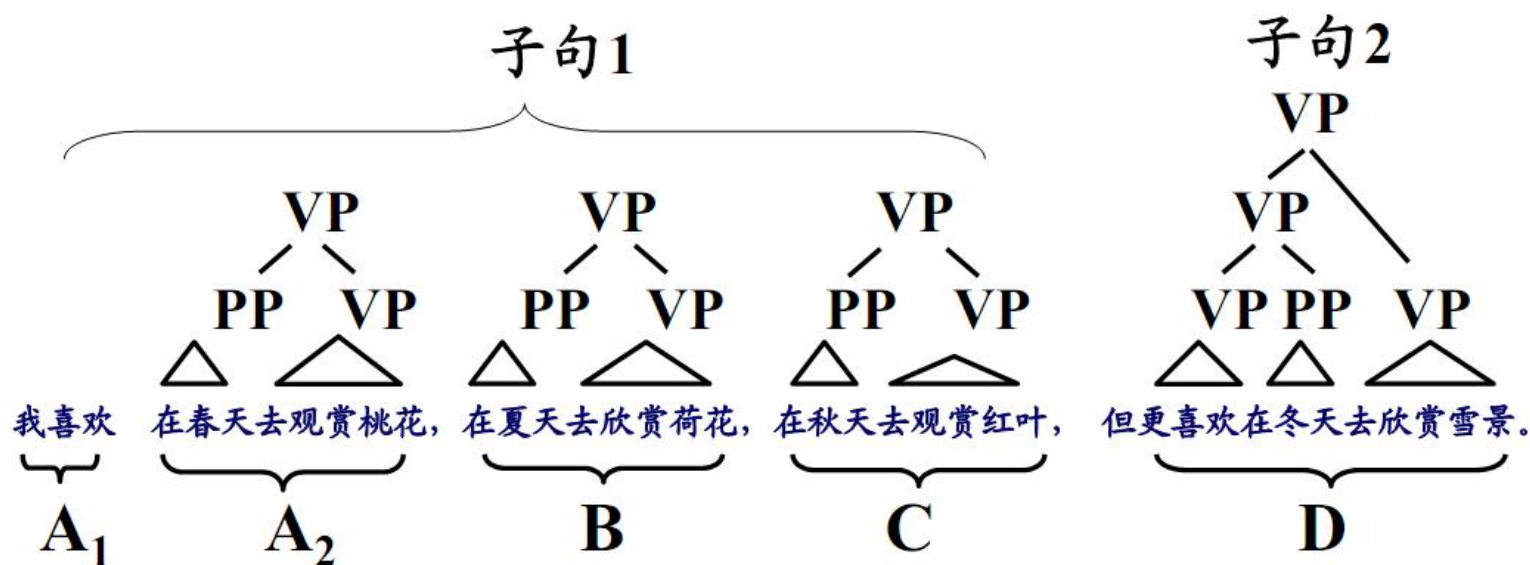 子句1 子句2
VP
VP VP VP VP
PP VP PP VP PP VP VP PP VP
我喜欢 在春天去观赏桃花，在夏天去欣赏荷花，在秋天去观赏红叶， 但更喜欢在冬天去欣赏雪景。
A₁ A₂ B C D